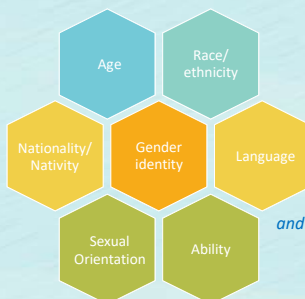 Age
Race/
ethnicity
Nationality/
Nativity
Gender
identity
Language
Sexual
Orientation
Ability
and